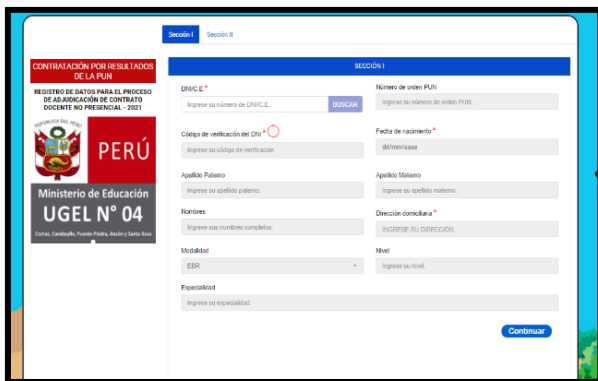 Sección I
Sección II
CONTRATACIÓN POR RESULTADOS
DE LA PUN
REGISTRO DE DATOS PARA EL PROCESO
DE ADJUDICACIÓN DE CONTRATO
DOCENTE NO PRESENCIAL - 2021
REPÚBLICA DEL PERÚ
PERÚ
Ministerio de Educación
UGEL N° 04
Comas, Carabayllo, Puente Piedra, Ancón y Santa Rosa
SECCIÓN I
DNI/C.E *
Ingrese su número de DNI/C.E.
BUSCAR
Número de orden PUN
Ingrese su número de orden PUN...
Código de verificación del DNI *
Ingrese su código de verificación.
Fecha de nacimiento *
dd/mm/aaaa
Apellido Paterno
Ingrese su apellido paterno.
Apellido Materno
Ingrese su apellido materno.
Nombres
Ingrese sus nombres completos.
Dirección domiciliaria *
INGRESE SU DIRECCIÓN
Modalidad
EBR
Nivel
Ingrese su nivel.
Especialidad
Ingrese su especialidad.
Continuar